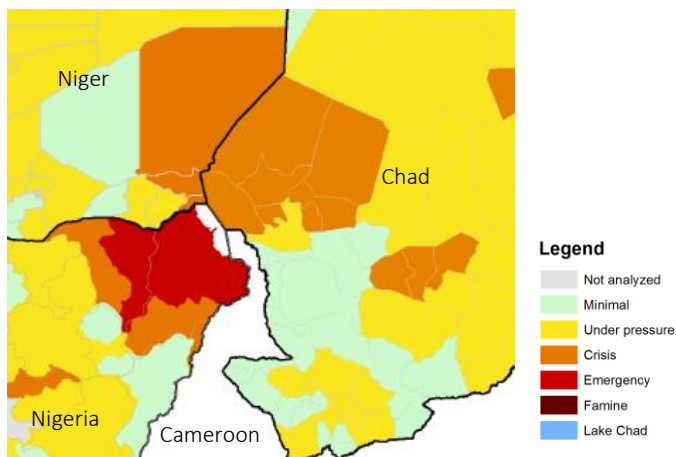 Niger
Chad
Nigeria
Cameroon
Legend
Not analyzed
Minimal
Under pressure
Crisis
Emergency
Famine
Lake Chad